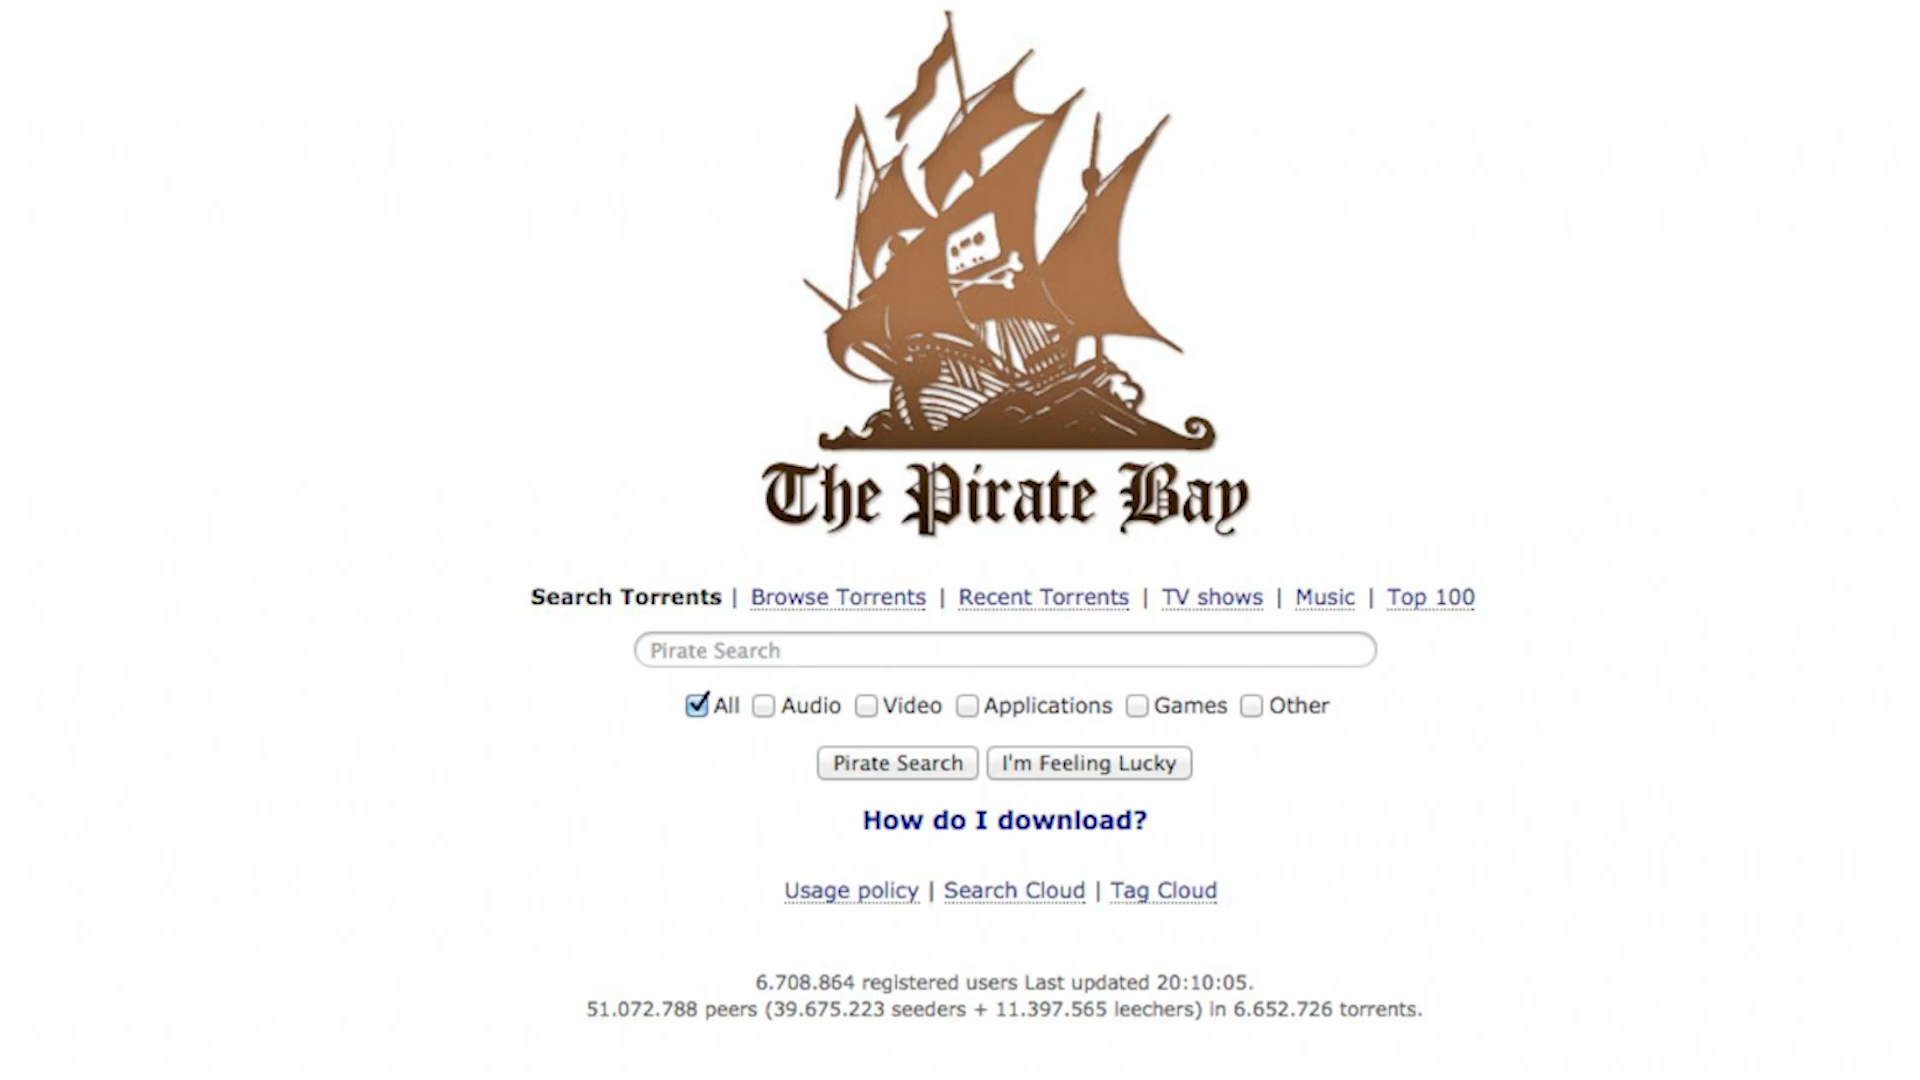 The Pirate Bay
Search Torrents | Browse Torrents | Recent Torrents | TV shows | Music | Top 100
Pirate Search
All Audio Video Applications Games Other
Pirate Search I'm Feeling Lucky
How do I download?
Usage policy | Search Cloud | Tag Cloud
6.708.864 registered users Last updated 20:10:05.
51.072.788 peers (39.675.223 seeders + 11.397.565 leechers) in 6.652.726 torrents.